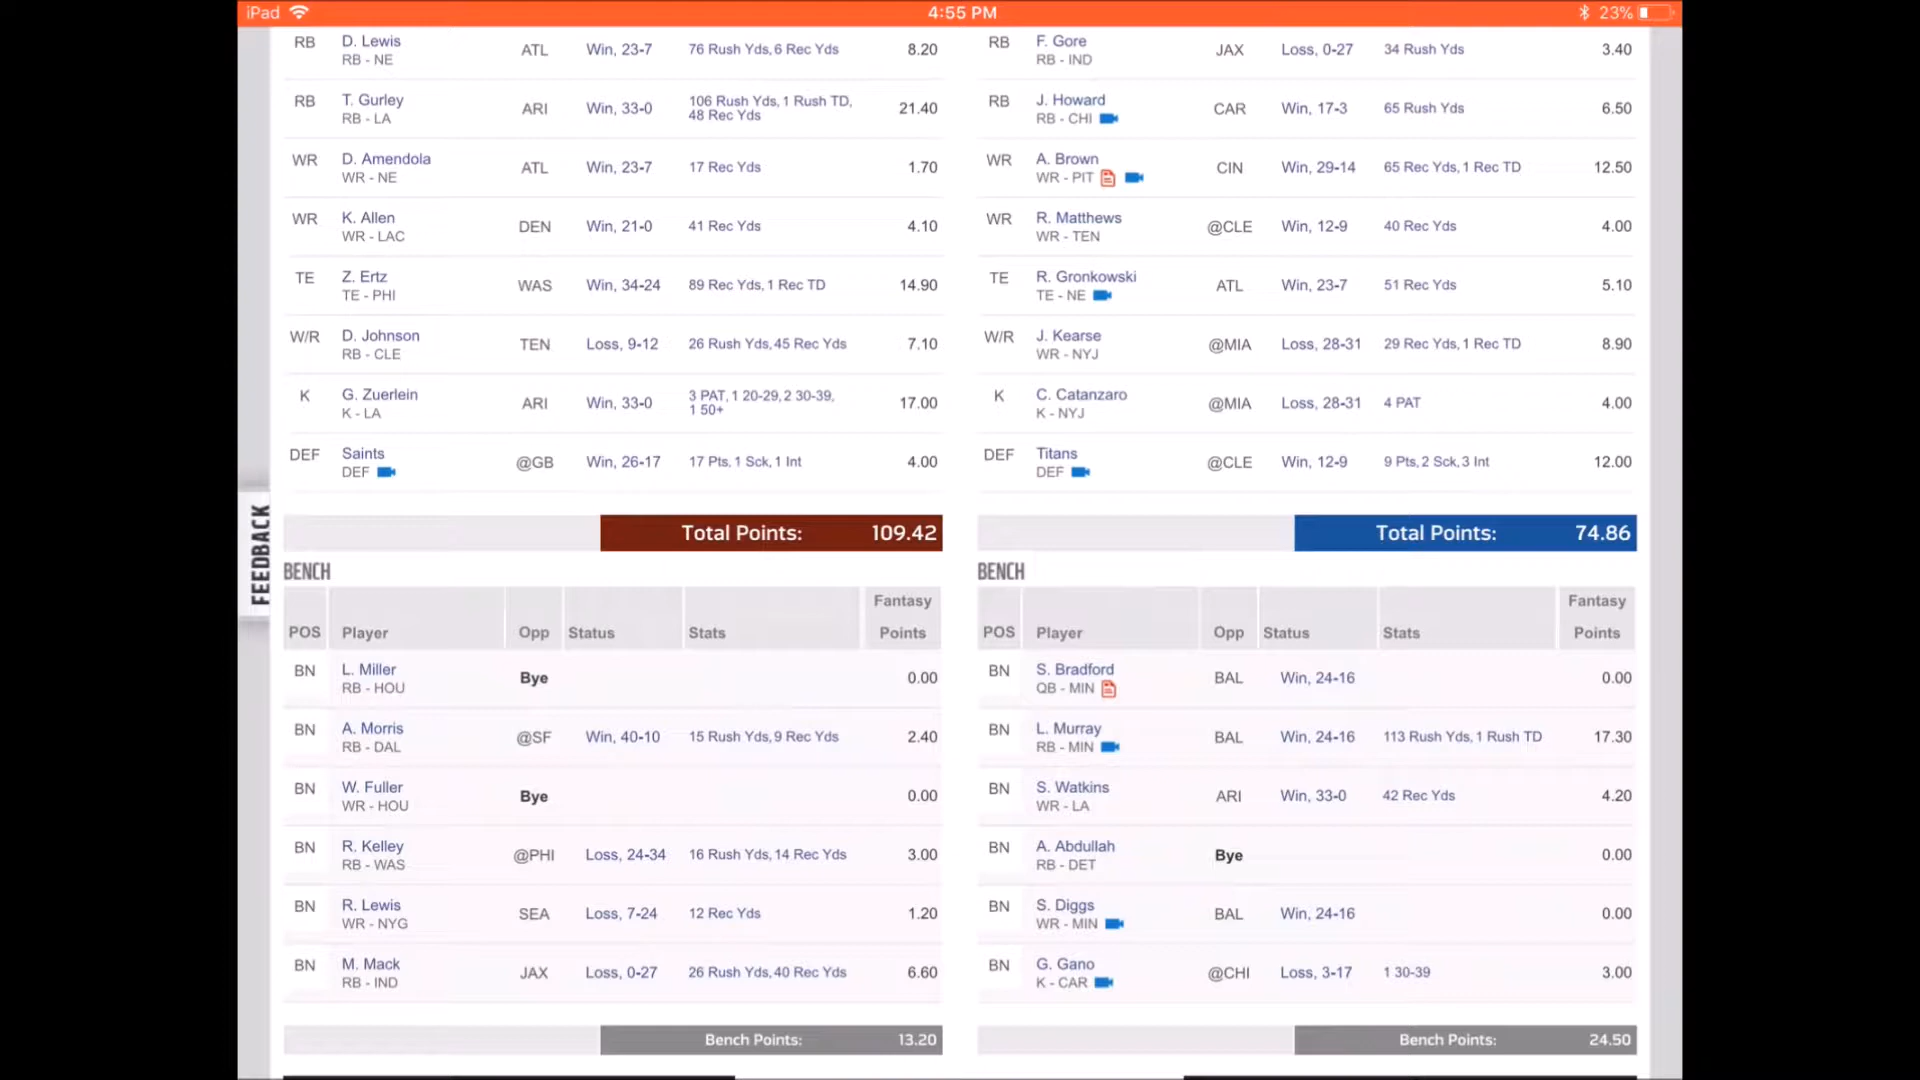 iPad 4:55 PM 23%
RB D. Lewis RB - NE ATL Win, 23-7 76 Rush Yds, 6 Rec Yds 8.20
RB T. Gurley RB - LA ARI Win, 33-0 106 Rush Yds, 1 Rush TD, 48 Rec Yds 21.40
WR D. Amendola WR - NE ATL Win, 23-7 17 Rec Yds 1.70
WR K. Allen WR - LAC DEN Win, 21-0 41 Rec Yds 4.10
TE Z. Ertz TE - PHI WAS Win, 34-24 89 Rec Yds, 1 Rec TD 14.90
W/R D. Johnson RB - CLE TEN Loss, 9-12 26 Rush Yds, 45 Rec Yds 7.10
K G. Zuerlein K - LA ARI Win, 33-0 3 PAT, 1 20-29, 2 30-39, 1 50+ 17.00
DEF Saints DEF @GB Win, 26-17 17 Pts, 1 Sck, 1 Int 4.00
Total Points: 109.42
BENCH
POS Player Opp Status Stats Fantasy Points
BN L. Miller RB - HOU Bye 0.00
BN A. Morris RB - DAL @SF Win, 40-10 15 Rush Yds, 9 Rec Yds 2.40
BN W. Fuller WR - HOU Bye 0.00
BN R. Kelley RB - WAS @PHI Loss, 24-34 16 Rush Yds, 14 Rec Yds 3.00
BN R. Lewis WR - NYG SEA Loss, 7-24 12 Rec Yds 1.20
BN M. Mack RB - IND JAX Loss, 0-27 26 Rush Yds, 40 Rec Yds 6.60
Bench Points: 13.20
RB F. Gore RB - IND JAX Loss, 0-27 34 Rush Yds 3.40
RB J. Howard RB - CHI CAR Win, 17-3 65 Rush Yds 6.50
WR A. Brown WR - PIT CIN Win, 29-14 65 Rec Yds, 1 Rec TD 12.50
WR R. Matthews WR - TEN @CLE Win, 12-9 40 Rec Yds 4.00
TE R. Gronkowski TE - NE ATL Win, 23-7 51 Rec Yds 5.10
W/R J. Kearse WR - NYJ @MIA Loss, 28-31 29 Rec Yds, 1 Rec TD 8.90
K C. Catanzaro K - NYJ @MIA Loss, 28-31 4 PAT 4.00
DEF Titans DEF @CLE Win, 12-9 9 Pts, 2 Sck, 3 Int 12.00
Total Points: 74.86
BENCH
POS Player Opp Status Stats Fantasy Points
BN S. Bradford QB - MIN BAL Win, 24-16 0.00
BN L. Murray RB - MIN BAL Win, 24-16 113 Rush Yds, 1 Rush TD 17.30
BN S. Watkins WR - LA ARI Win, 33-0 42 Rec Yds 4.20
BN A. Abdullah RB - DET Bye 0.00
BN S. Diggs WR - MIN BAL Win, 24-16 0.00
BN G. Gano K - CAR @CHI Loss, 3-17 1 30-39 3.00
Bench Points: 24.50
FEEDBACK